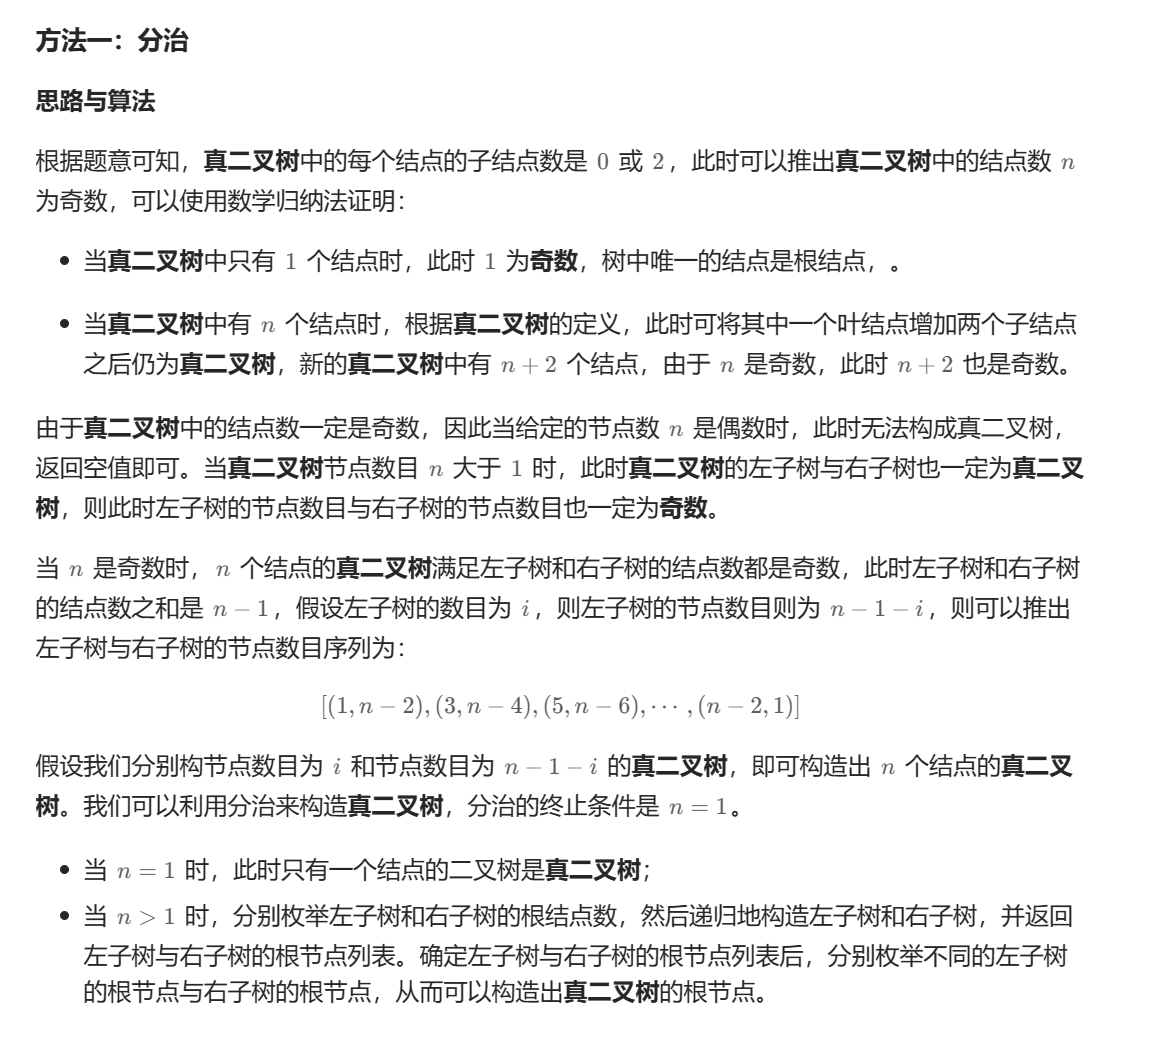 方法一：分治
思路与算法
根据题意可知，真二叉树中的每个结点的子结点数是 0 或 2，此时可以推出真二叉树中的结点数 n
为奇数，可以使用数学归纳法证明：
• 当真二叉树中只有 1 个结点时，此时 1 为奇数，树中唯一的结点是根结点，。
• 当真二叉树中有 n 个结点时，根据真二叉树的定义，此时可将其中一个叶结点增加两个子结点
之后仍为真二叉树，新的真二叉树中有 n + 2 个结点，由于 n 是奇数，此时 n + 2 也是奇数。
由于真二叉树中的结点数一定是奇数，因此当给定的节点数 n 是偶数时，此时无法构成真二叉树，
返回空值即可。当真二叉树节点数目 n 大于 1 时，此时真二叉树的左子树与右子树也一定为真二叉
树，则此时左子树的节点数目与右子树的节点数目也一定为奇数。
当 n 是奇数时， n 个结点的真二叉树满足左子树和右子树的结点数都是奇数，此时左子树和右子树
的结点数之和是 n − 1，假设左子树的数目为 i，则左子树的节点数目则为 n − 1 − i，则可以推出
左子树与右子树的节点数目序列为：
[(1, n − 2), (3, n − 4), (5, n − 6), ⋯ , (n − 2, 1)]
假设我们分别构节点数目为 i 和节点数目为 n − 1 − i 的真二叉树，即可构造出 n 个结点的真二叉
树。我们可以利用分治来构造真二叉树，分治的终止条件是 n = 1。
• 当 n = 1 时，此时只有一个结点的二叉树是真二叉树；
• 当 n > 1 时，分别枚举左子树和右子树的根结点数，然后递归地构造左子树和右子树，并返回
左子树与右子树的根节点列表。确定左子树与右子树的根节点列表后，分别枚举不同的左子树
的根节点与右子树的根节点，从而可以构造出真二叉树的根节点。